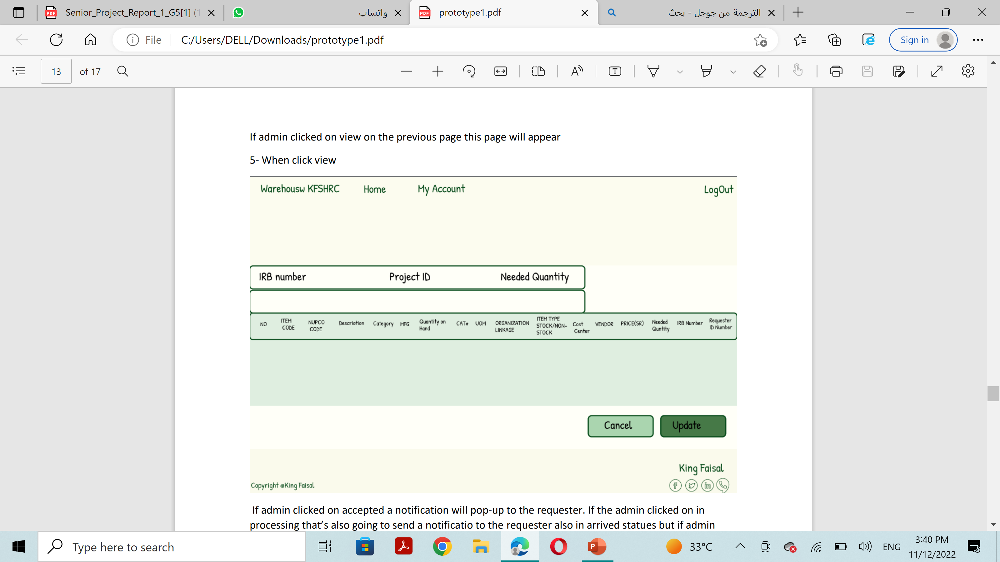 Senior_Project_Report_1_G5[1] (1
واتساب
prototype1.pdf
الترجمة من جوجل - بحث
File
C:/Users/DELL/Downloads/prototype1.pdf
Sign in
13 of 17
If admin clicked on view on the previous page this page will appear
5- When click view
Warehousw KFSHRC Home My Account LogOut
IRB number Project ID Needed Quantity
NO
ITEM
CODE
NUPCO
CODE
Descriotion
Category
MFG
Quantity on
Hand
CAT#
UOM
ORGANIZATION
LINKAGE
ITEM TYPE
STOCK/NON-
STOCK
Cost
Center
VENDOR
PRICE(SR)
Needed
Quntity
IRB Number
Requester
ID Number
Cancel Update
King Faisal
Copyright @King Faisal
If admin clicked on accepted a notification will pop-up to the requester. If the admin clicked on in
processing that’s also going to send a notificatio to the requester also in arrived statues but if admin
Type here to search
33°C
ENG
3:40 PM
11/12/2022